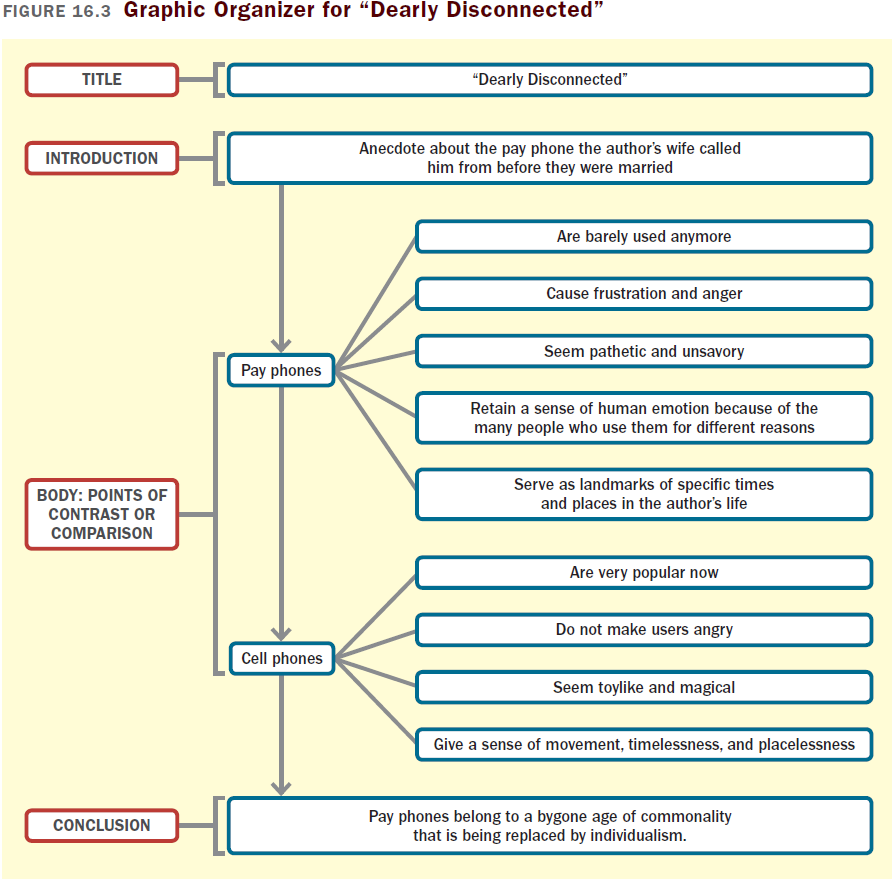 FIGURE 16.3 Graphic Organizer for “Dearly Disconnected”
TITLE
“Dearly Disconnected”
INTRODUCTION
Anecdote about the pay phone the author’s wife called
him from before they were married
Are barely used anymore
Cause frustration and anger
Seem pathetic and unsavory
Pay phones
Retain a sense of human emotion because of the
many people who use them for different reasons
Serve as landmarks of specific times
and places in the author’s life
BODY: POINTS OF
CONTRAST OR
COMPARISON
Are very popular now
Do not make users angry
Cell phones
Seem toylike and magical
Give a sense of movement, timelessness, and placelessness
CONCLUSION
Pay phones belong to a bygone age of commonality
that is being replaced by individualism.